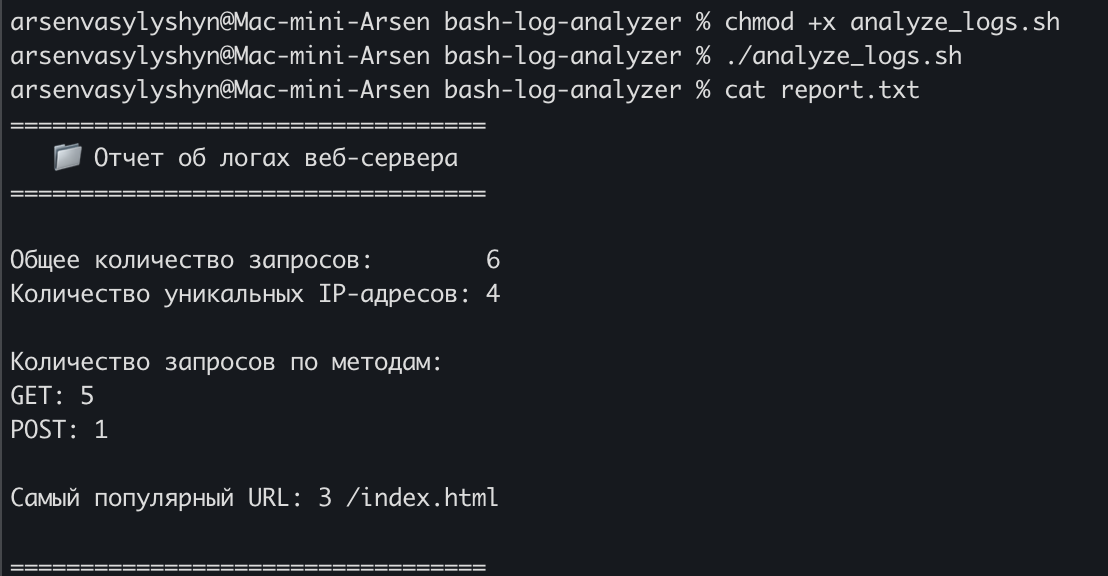 arsenvasylyshyn@Mac-mini-Arsen bash-log-analyzer % chmod +x analyze_logs.sh
arsenvasylyshyn@Mac-mini-Arsen bash-log-analyzer % ./analyze_logs.sh
arsenvasylyshyn@Mac-mini-Arsen bash-log-analyzer % cat report.txt
==================================
📁 Отчет об логах веб-сервера
==================================
Общее количество запросов:        6
Количество уникальных IP-адресов: 4
Количество запросов по методам:
GET: 5
POST: 1
Самый популярный URL: 3 /index.html
==================================